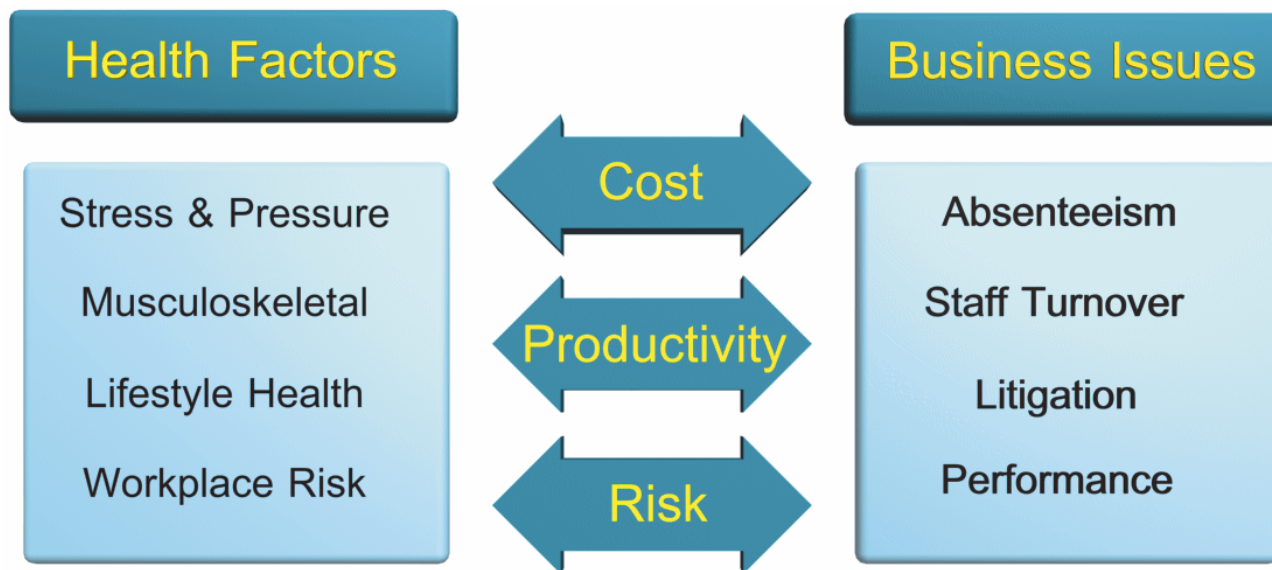 Health Factors
Business Issues
Stress & Pressure
Musculoskeletal
Lifestyle Health
Workplace Risk
Cost
Productivity
Risk
Absenteeism
Staff Turnover
Litigation
Performance